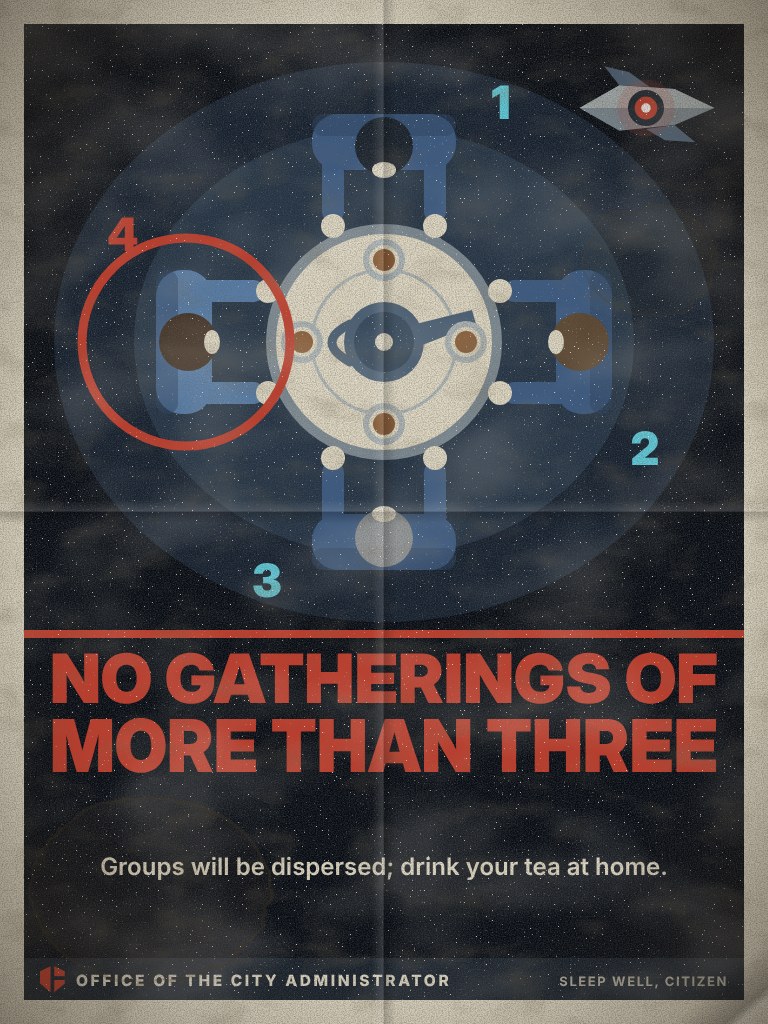 1
4
2
3
NO GATHERINGS OF
MORE THAN THREE
Groups will be dispersed; drink your tea at home.
OFFICE OF THE CITY ADMINISTRATOR
SLEEP WELL, CITIZEN